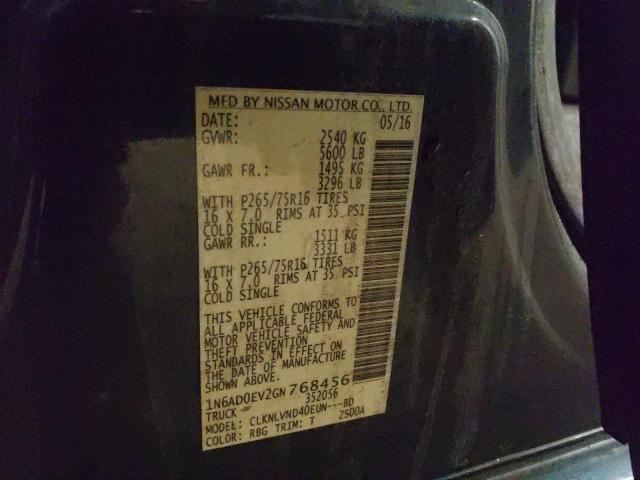 MFD BY NISSAN MOTOR CO., LTD.
DATE: 05/16
GVWR: 2540 KG
5600 LB
GAWR FR.: 1495 KG
3296 LB
WITH P265/75R16 TIRES
16 X 7.0 RIMS AT 35 PSI
COLD SINGLE
GAWR RR.: 1511 KG
3331 LB
WITH P265/75R16 TIRES
16 X 7.0 RIMS AT 35 PSI
COLD SINGLE
THIS VEHICLE CONFORMS TO
ALL APPLICABLE FEDERAL
MOTOR VEHICLE SAFETY AND
THEFT PREVENTION
STANDARDS IN EFFECT ON
THE DATE OF MANUFACTURE
SHOWN ABOVE.
1N6AD0EV2GN768456
TRUCK 352056
MODEL: CLKNLVND40EUN---BD
COLOR: RBG TRIM: T ZSD0A